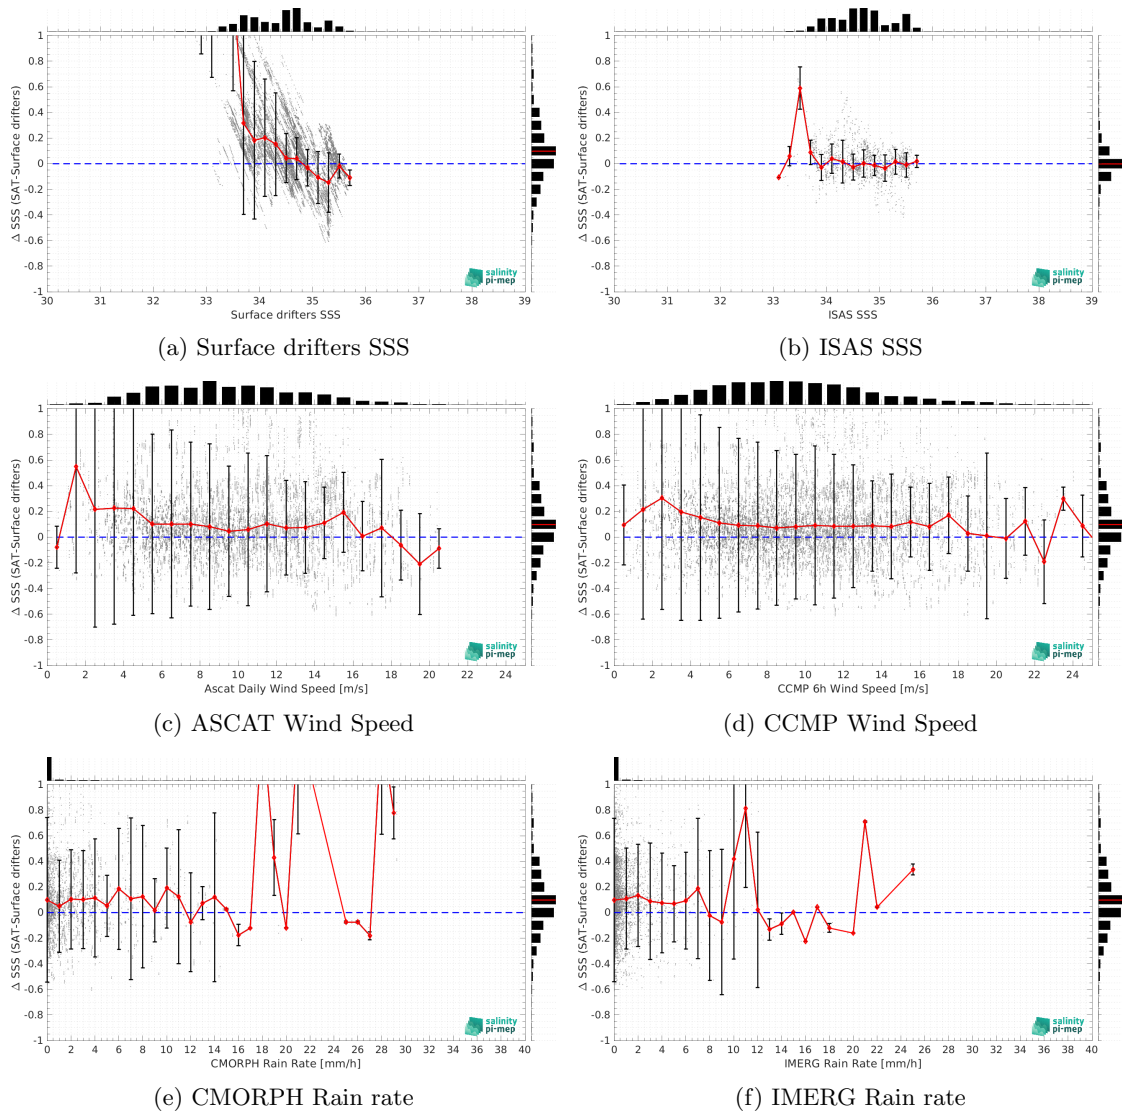 1
0.8
0.6
0.4
0.2
0
-0.2
-0.4
-0.6
-0.8
-1
Δ SSS (SAT-Surface drifters)
salinity
pi-mep
30 31 32 33 34 35 36 37 38 39
Surface drifters SSS
(a) Surface drifters SSS
1
0.8
0.6
0.4
0.2
0
-0.2
-0.4
-0.6
-0.8
-1
Δ SSS (SAT-Surface drifters)
salinity
pi-mep
30 31 32 33 34 35 36 37 38 39
ISAS SSS
(b) ISAS SSS
1
0.8
0.6
0.4
0.2
0
-0.2
-0.4
-0.6
-0.8
-1
Δ SSS (SAT-Surface drifters)
salinity
pi-mep
0 2 4 6 8 10 12 14 16 18 20 22 24
Ascat Daily Wind Speed [m/s]
(c) ASCAT Wind Speed
1
0.8
0.6
0.4
0.2
0
-0.2
-0.4
-0.6
-0.8
-1
Δ SSS (SAT-Surface drifters)
salinity
pi-mep
0 2 4 6 8 10 12 14 16 18 20 22 24
CCMP 6h Wind Speed [m/s]
(d) CCMP Wind Speed
1
0.8
0.6
0.4
0.2
0
-0.2
-0.4
-0.6
-0.8
-1
Δ SSS (SAT-Surface drifters)
salinity
pi-mep
0 2 4 6 8 10 12 14 16 18 20 22 24 26 28 30 32 34 36 38 40
CMORPH Rain Rate [mm/h]
(e) CMORPH Rain rate
1
0.8
0.6
0.4
0.2
0
-0.2
-0.4
-0.6
-0.8
-1
Δ SSS (SAT-Surface drifters)
salinity
pi-mep
0 2 4 6 8 10 12 14 16 18 20 22 24 26 28 30 32 34 36 38 40
IMERG Rain Rate [mm/h]
(f) IMERG Rain rate